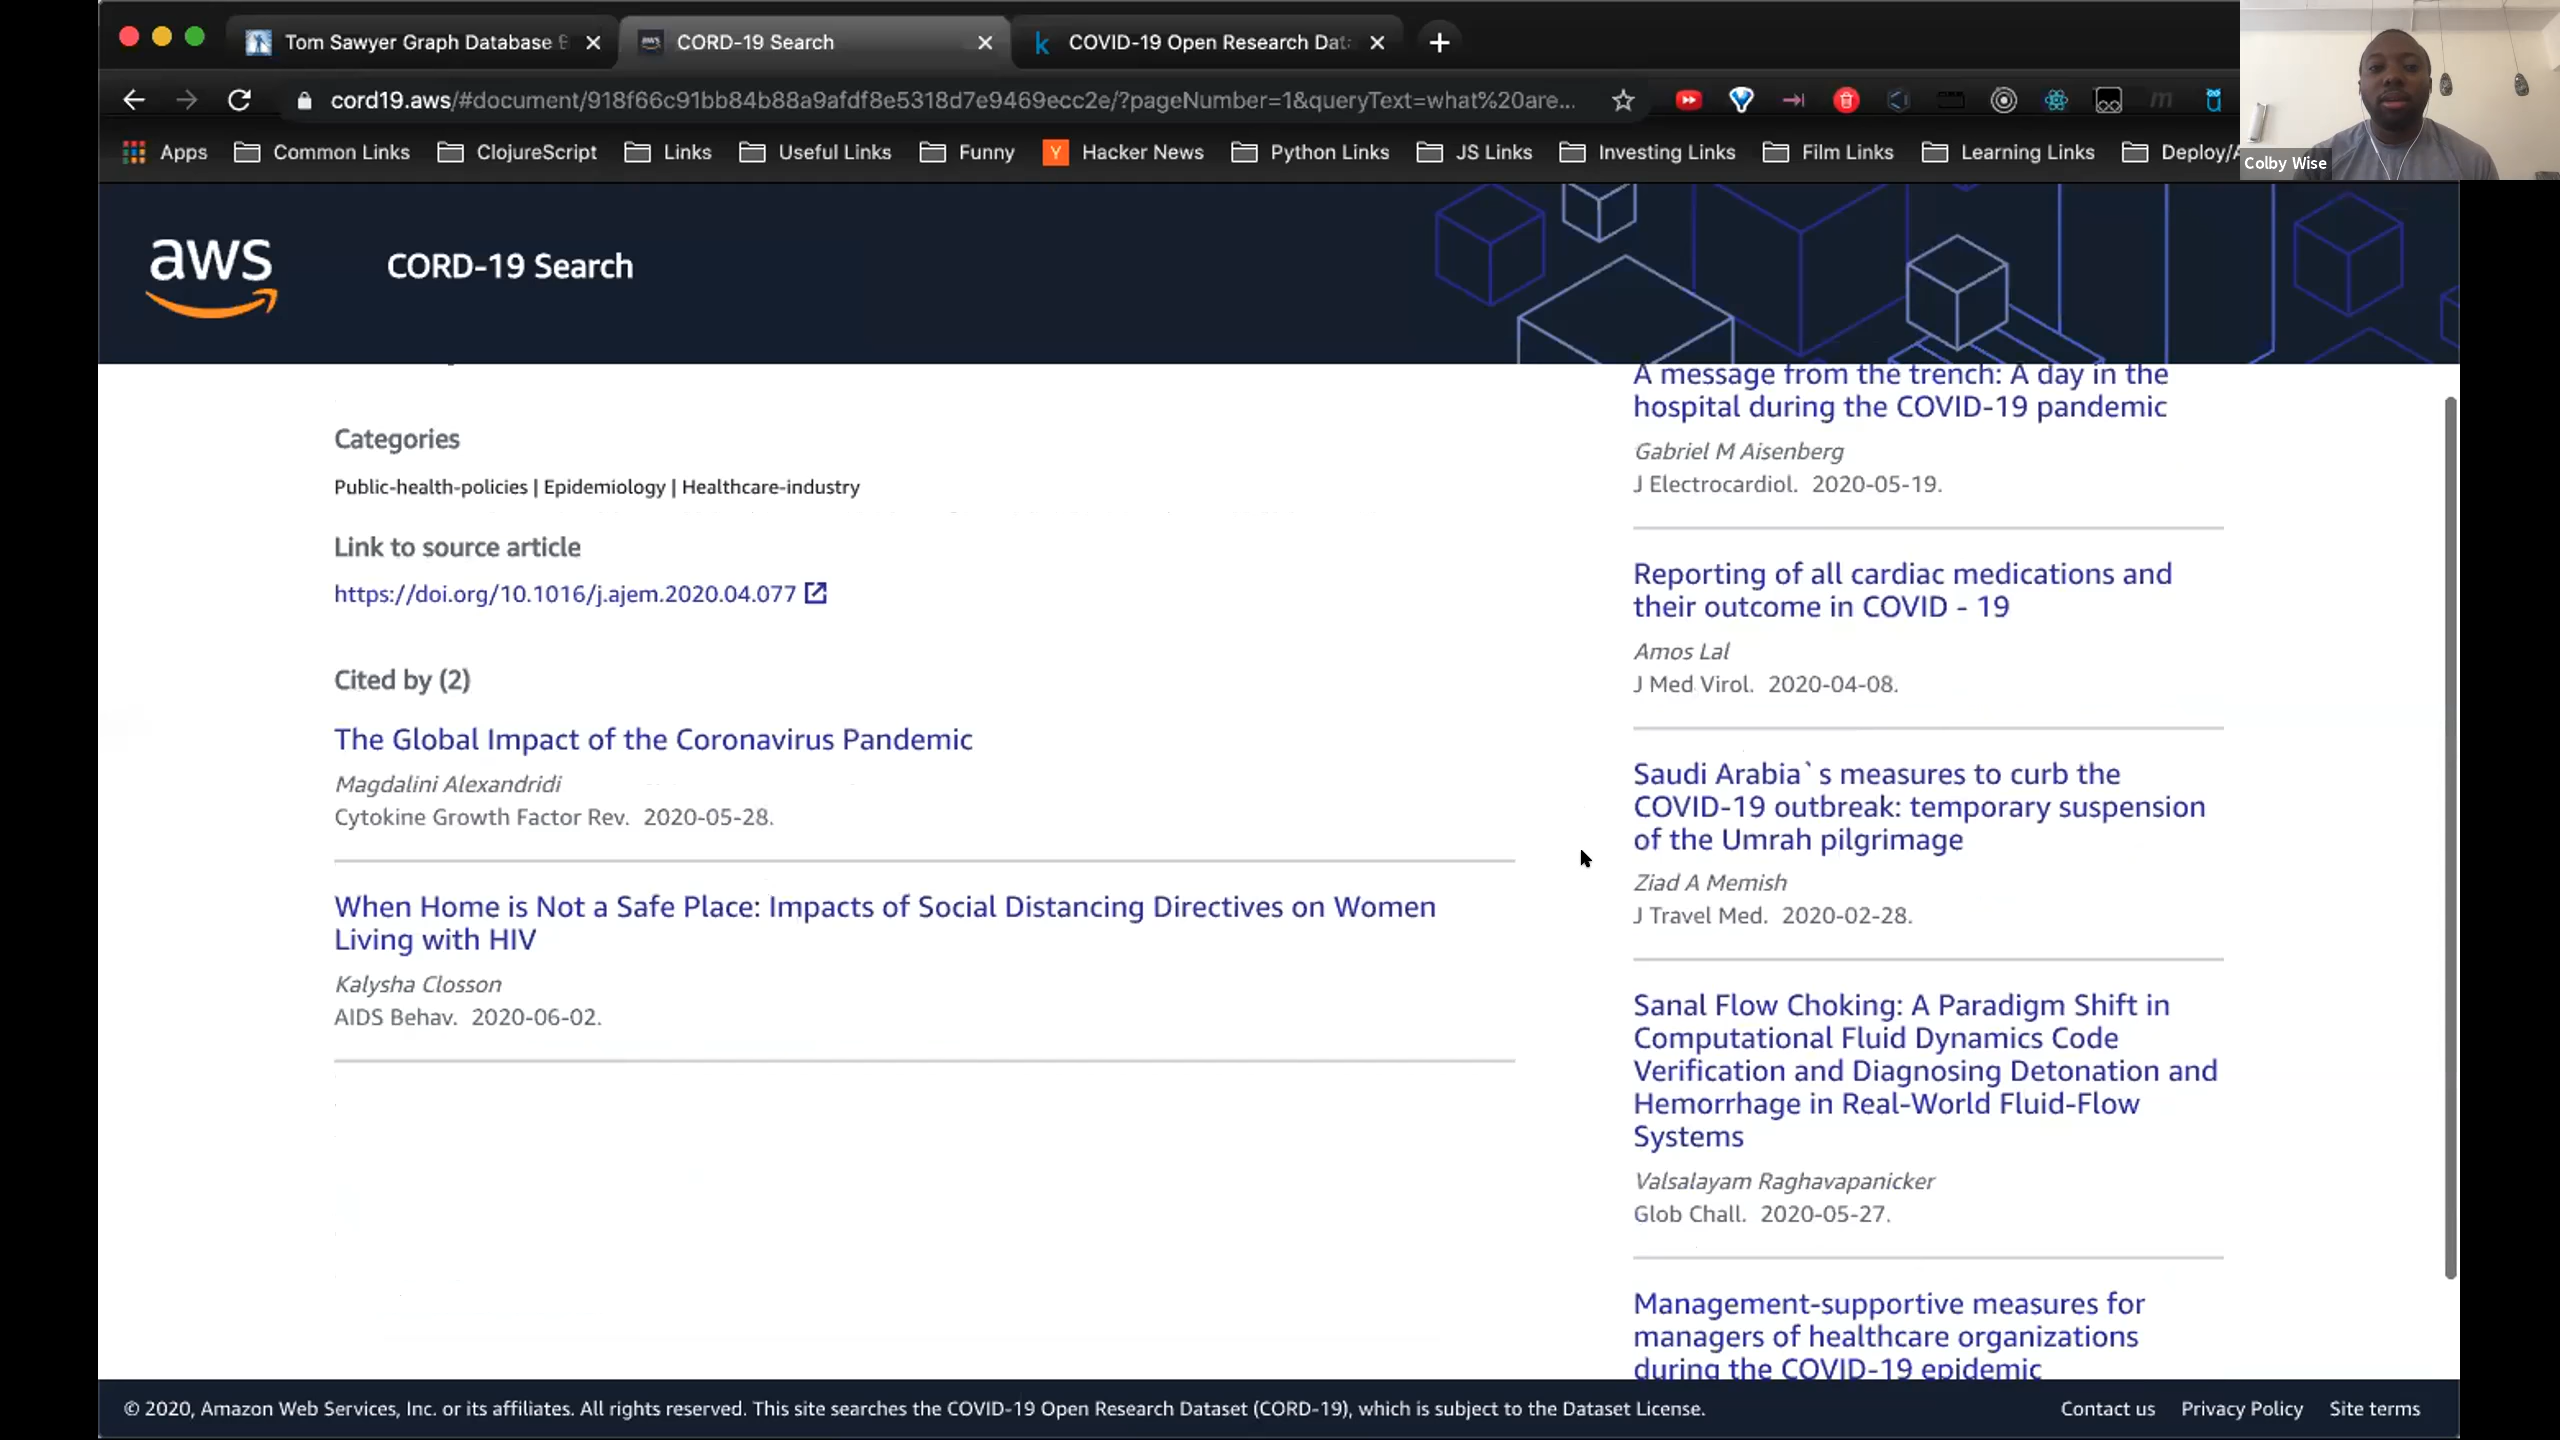 Tom Sawyer Graph Database
CORD-19 Search
COVID-19 Open Research Dat
cord19.aws/#document/918f66c91bb84b88a9afdf8e5318d7e9469ecc2e/?pageNumber=1&queryText=what%20are...
Apps
Common Links
ClojureScript
Links
Useful Links
Funny
Y
Hacker News
Python Links
JS Links
Investing Links
Film Links
Learning Links
Deploy/
Colby Wise
aws
CORD-19 Search
Categories
Public-health-policies | Epidemiology | Healthcare-industry
Link to source article
https://doi.org/10.1016/j.ajem.2020.04.077
Cited by (2)
The Global Impact of the Coronavirus Pandemic
Magdalini Alexandridi
Cytokine Growth Factor Rev. 2020-05-28.
When Home is Not a Safe Place: Impacts of Social Distancing Directives on Women
Living with HIV
Kalysha Closson
AIDS Behav. 2020-06-02.
A message from the trench: A day in the
hospital during the COVID-19 pandemic
Gabriel M Aisenberg
J Electrocardiol. 2020-05-19.
Reporting of all cardiac medications and
their outcome in COVID - 19
Amos Lal
J Med Virol. 2020-04-08.
Saudi Arabia`s measures to curb the
COVID-19 outbreak: temporary suspension
of the Umrah pilgrimage
Ziad A Memish
J Travel Med. 2020-02-28.
Sanal Flow Choking: A Paradigm Shift in
Computational Fluid Dynamics Code
Verification and Diagnosing Detonation and
Hemorrhage in Real-World Fluid-Flow
Systems
Valsalayam Raghavapanicker
Glob Chall. 2020-05-27.
Management-supportive measures for
managers of healthcare organizations
during the COVID-19 epidemic
© 2020, Amazon Web Services, Inc. or its affiliates. All rights reserved. This site searches the COVID-19 Open Research Dataset (CORD-19), which is subject to the Dataset License.
Contact us
Privacy Policy
Site terms